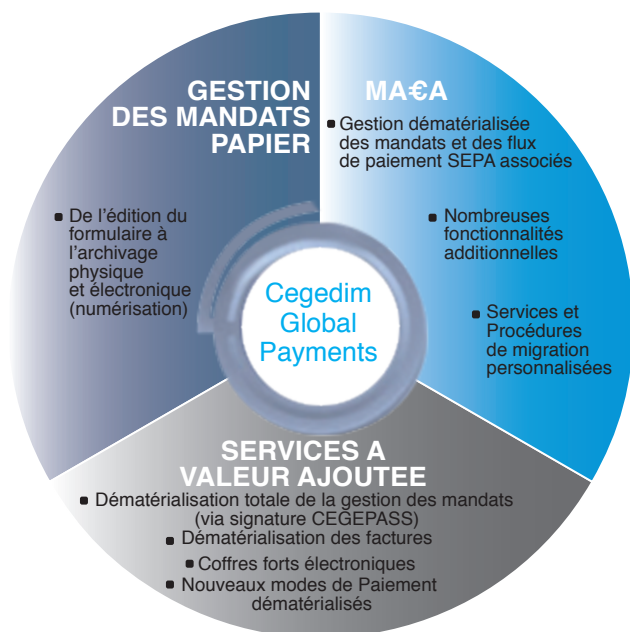 GESTION
DES MANDATS
PAPIER
▪ De l'édition du
formulaire à
l'archivage
physique
et électronique
(numérisation)
MA€A
▪ Gestion dématérialisée
des mandats et des flux
de paiement SEPA associés
▪ Nombreuses
fonctionnalités
additionnelles
▪ Services et
Procédures
de migration
personnalisées
Cegedim
Global
Payments
SERVICES A
VALEUR AJOUTEE
▪ Dématérialisation totale de la gestion des mandats
(via signature CEGEPASS)
▪ Dématérialisation des factures
▪ Coffres forts électroniques
▪ Nouveaux modes de Paiement
dématérialisés